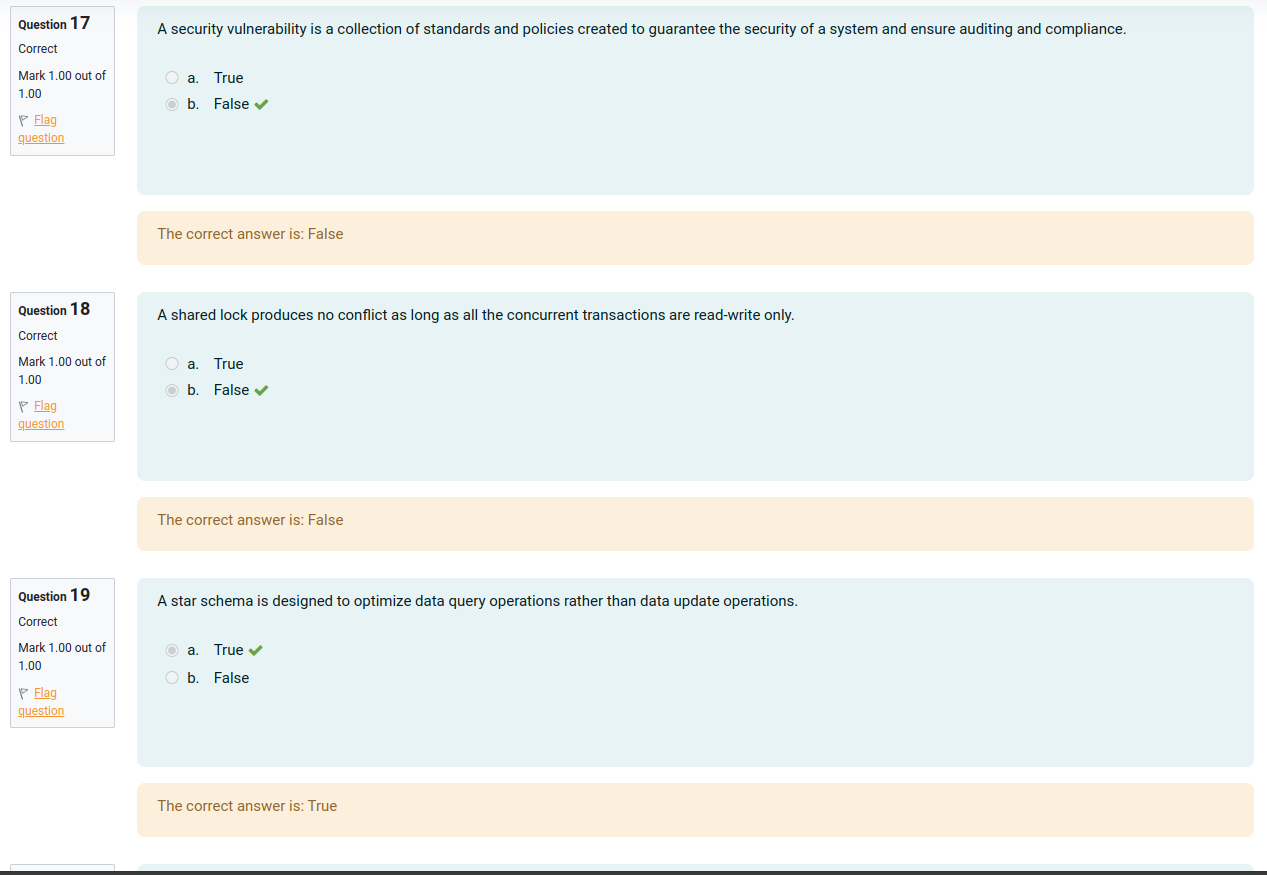 Question 17
Correct
Mark 1.00 out of
1.00
Flag
question
A security vulnerability is a collection of standards and policies created to guarantee the security of a system and ensure auditing and compliance.
a. True
b. False
The correct answer is: False
Question 18
Correct
Mark 1.00 out of
1.00
Flag
question
A shared lock produces no conflict as long as all the concurrent transactions are read-write only.
a. True
b. False
The correct answer is: False
Question 19
Correct
Mark 1.00 out of
1.00
Flag
question
A star schema is designed to optimize data query operations rather than data update operations.
a. True
b. False
The correct answer is: True